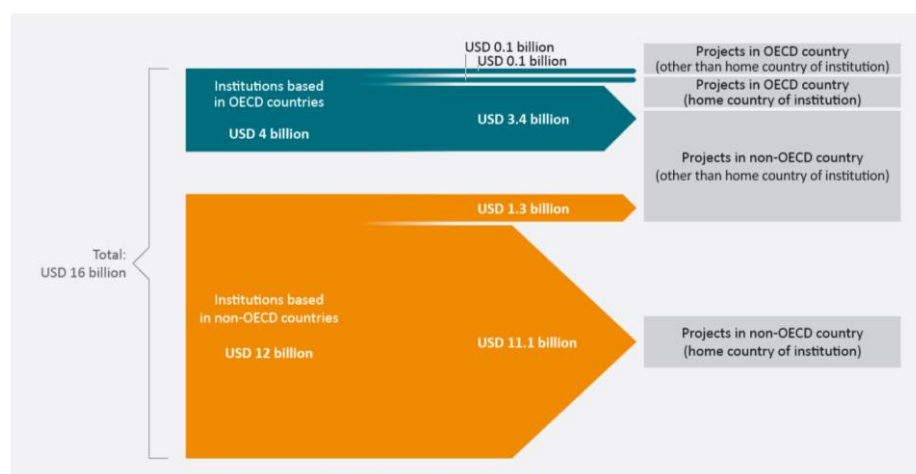 USD 0.1 billion
USD 0.1 billion
Institutions based
in OECD countries
USD 4 billion
USD 3.4 billion
Projects in OECD country
(other than home country of institution)
Projects in OECD country
(home country of institution)
Projects in non-OECD country
(other than home country of institution)
USD 1.3 billion
Total:
USD 16 billion
Institutions based
in non-OECD countries
USD 12 billion
USD 11.1 billion
Projects in non-OECD country
(home country of institution)